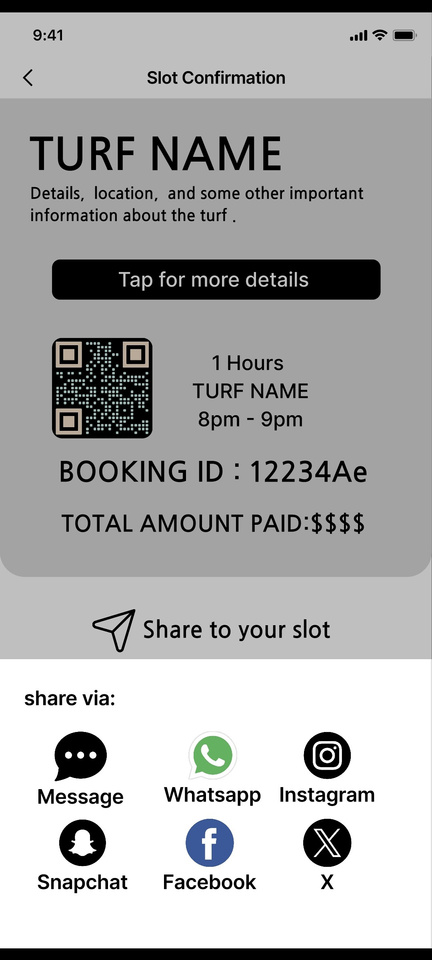 9:41
Slot Confirmation
TURF NAME
Details, location, and some other important
information about the turf .
Tap for more details
1 Hours
TURF NAME
8pm - 9pm
BOOKING ID : 12234Ae
TOTAL AMOUNT PAID:$$$$
Share to your slot
share via:
Message
Whatsapp
Instagram
Snapchat
Facebook
X